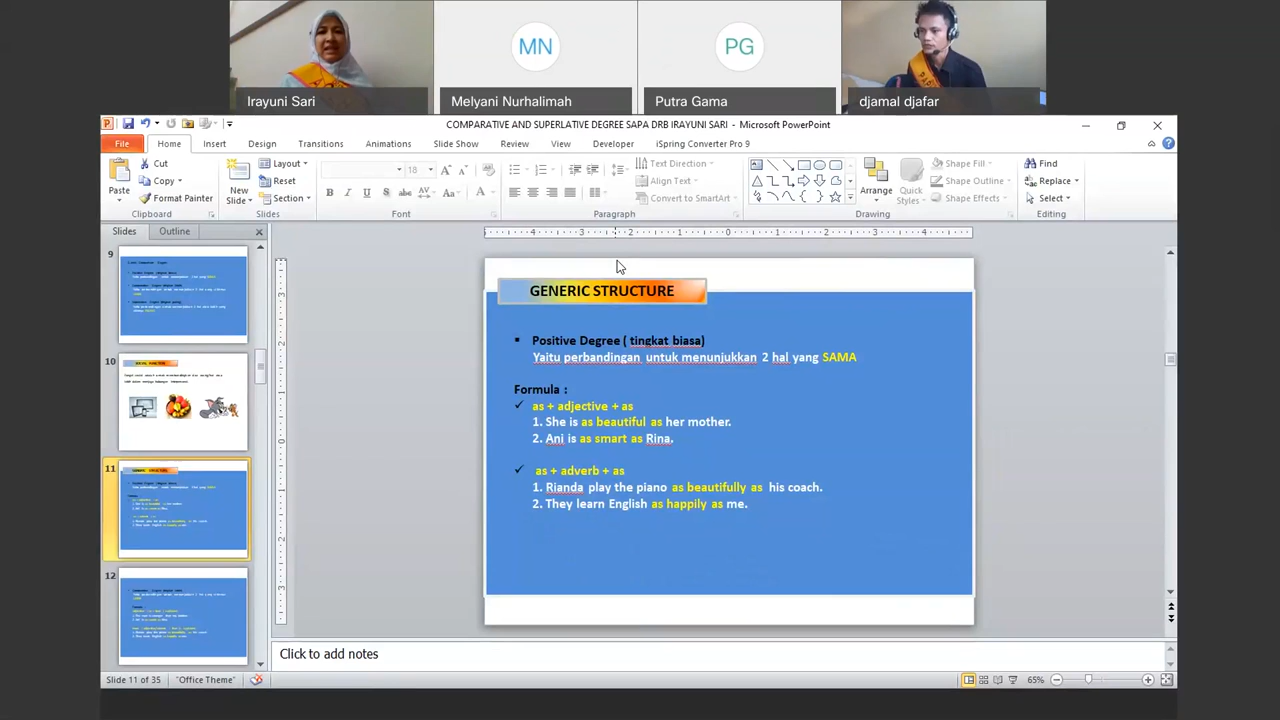 MN
PG
Irayuni Sari
Melyani Nurhalimah
Putra Gama
djamal djafar
COMPARATIVE AND SUPERLATIVE DEGREE SAPA DRB IRAYUNI SARI - Microsoft PowerPoint
File Home Insert Design Transitions Animations Slide Show Review View Developer iSpring Converter Pro 9
Paste
Cut
Copy
Format Painter
Clipboard
New Slide
Layout
Reset
Section
Slides
18
Font
Text Direction
Align Text
Convert to SmartArt
Paragraph
Arrange
Quick Styles
Shape Fill
Shape Outline
Shape Effects
Drawing
Find
Replace
Select
Editing
Slides Outline
9
10
11
12
GENERIC STRUCTURE
Positive Degree ( tingkat biasa)
Yaitu perbandingan untuk menunjukkan 2 hal yang SAMA
Formula :
as + adjective + as
1. She is as beautiful as her mother.
2. Ani is as smart as Rina.
as + adverb + as
1. Rianda play the piano as beautifully as his coach.
2. They learn English as happily as me.
Click to add notes
Slide 11 of 35 "Office Theme" 65%